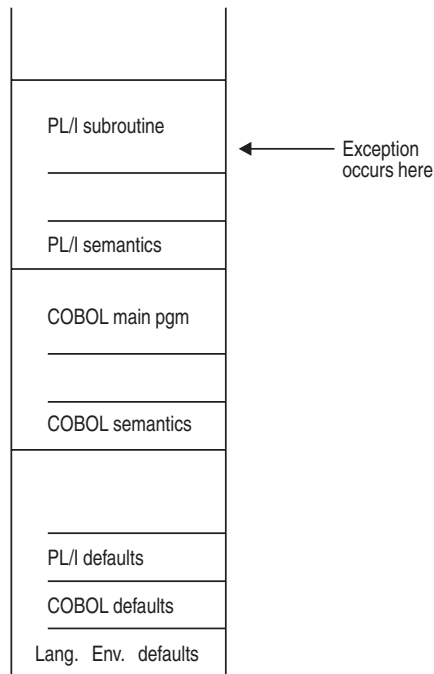 PL/I subroutine
Exception
occurs here
PL/I semantics
COBOL main pgm
COBOL semantics
PL/I defaults
COBOL defaults
Lang. Env. defaults